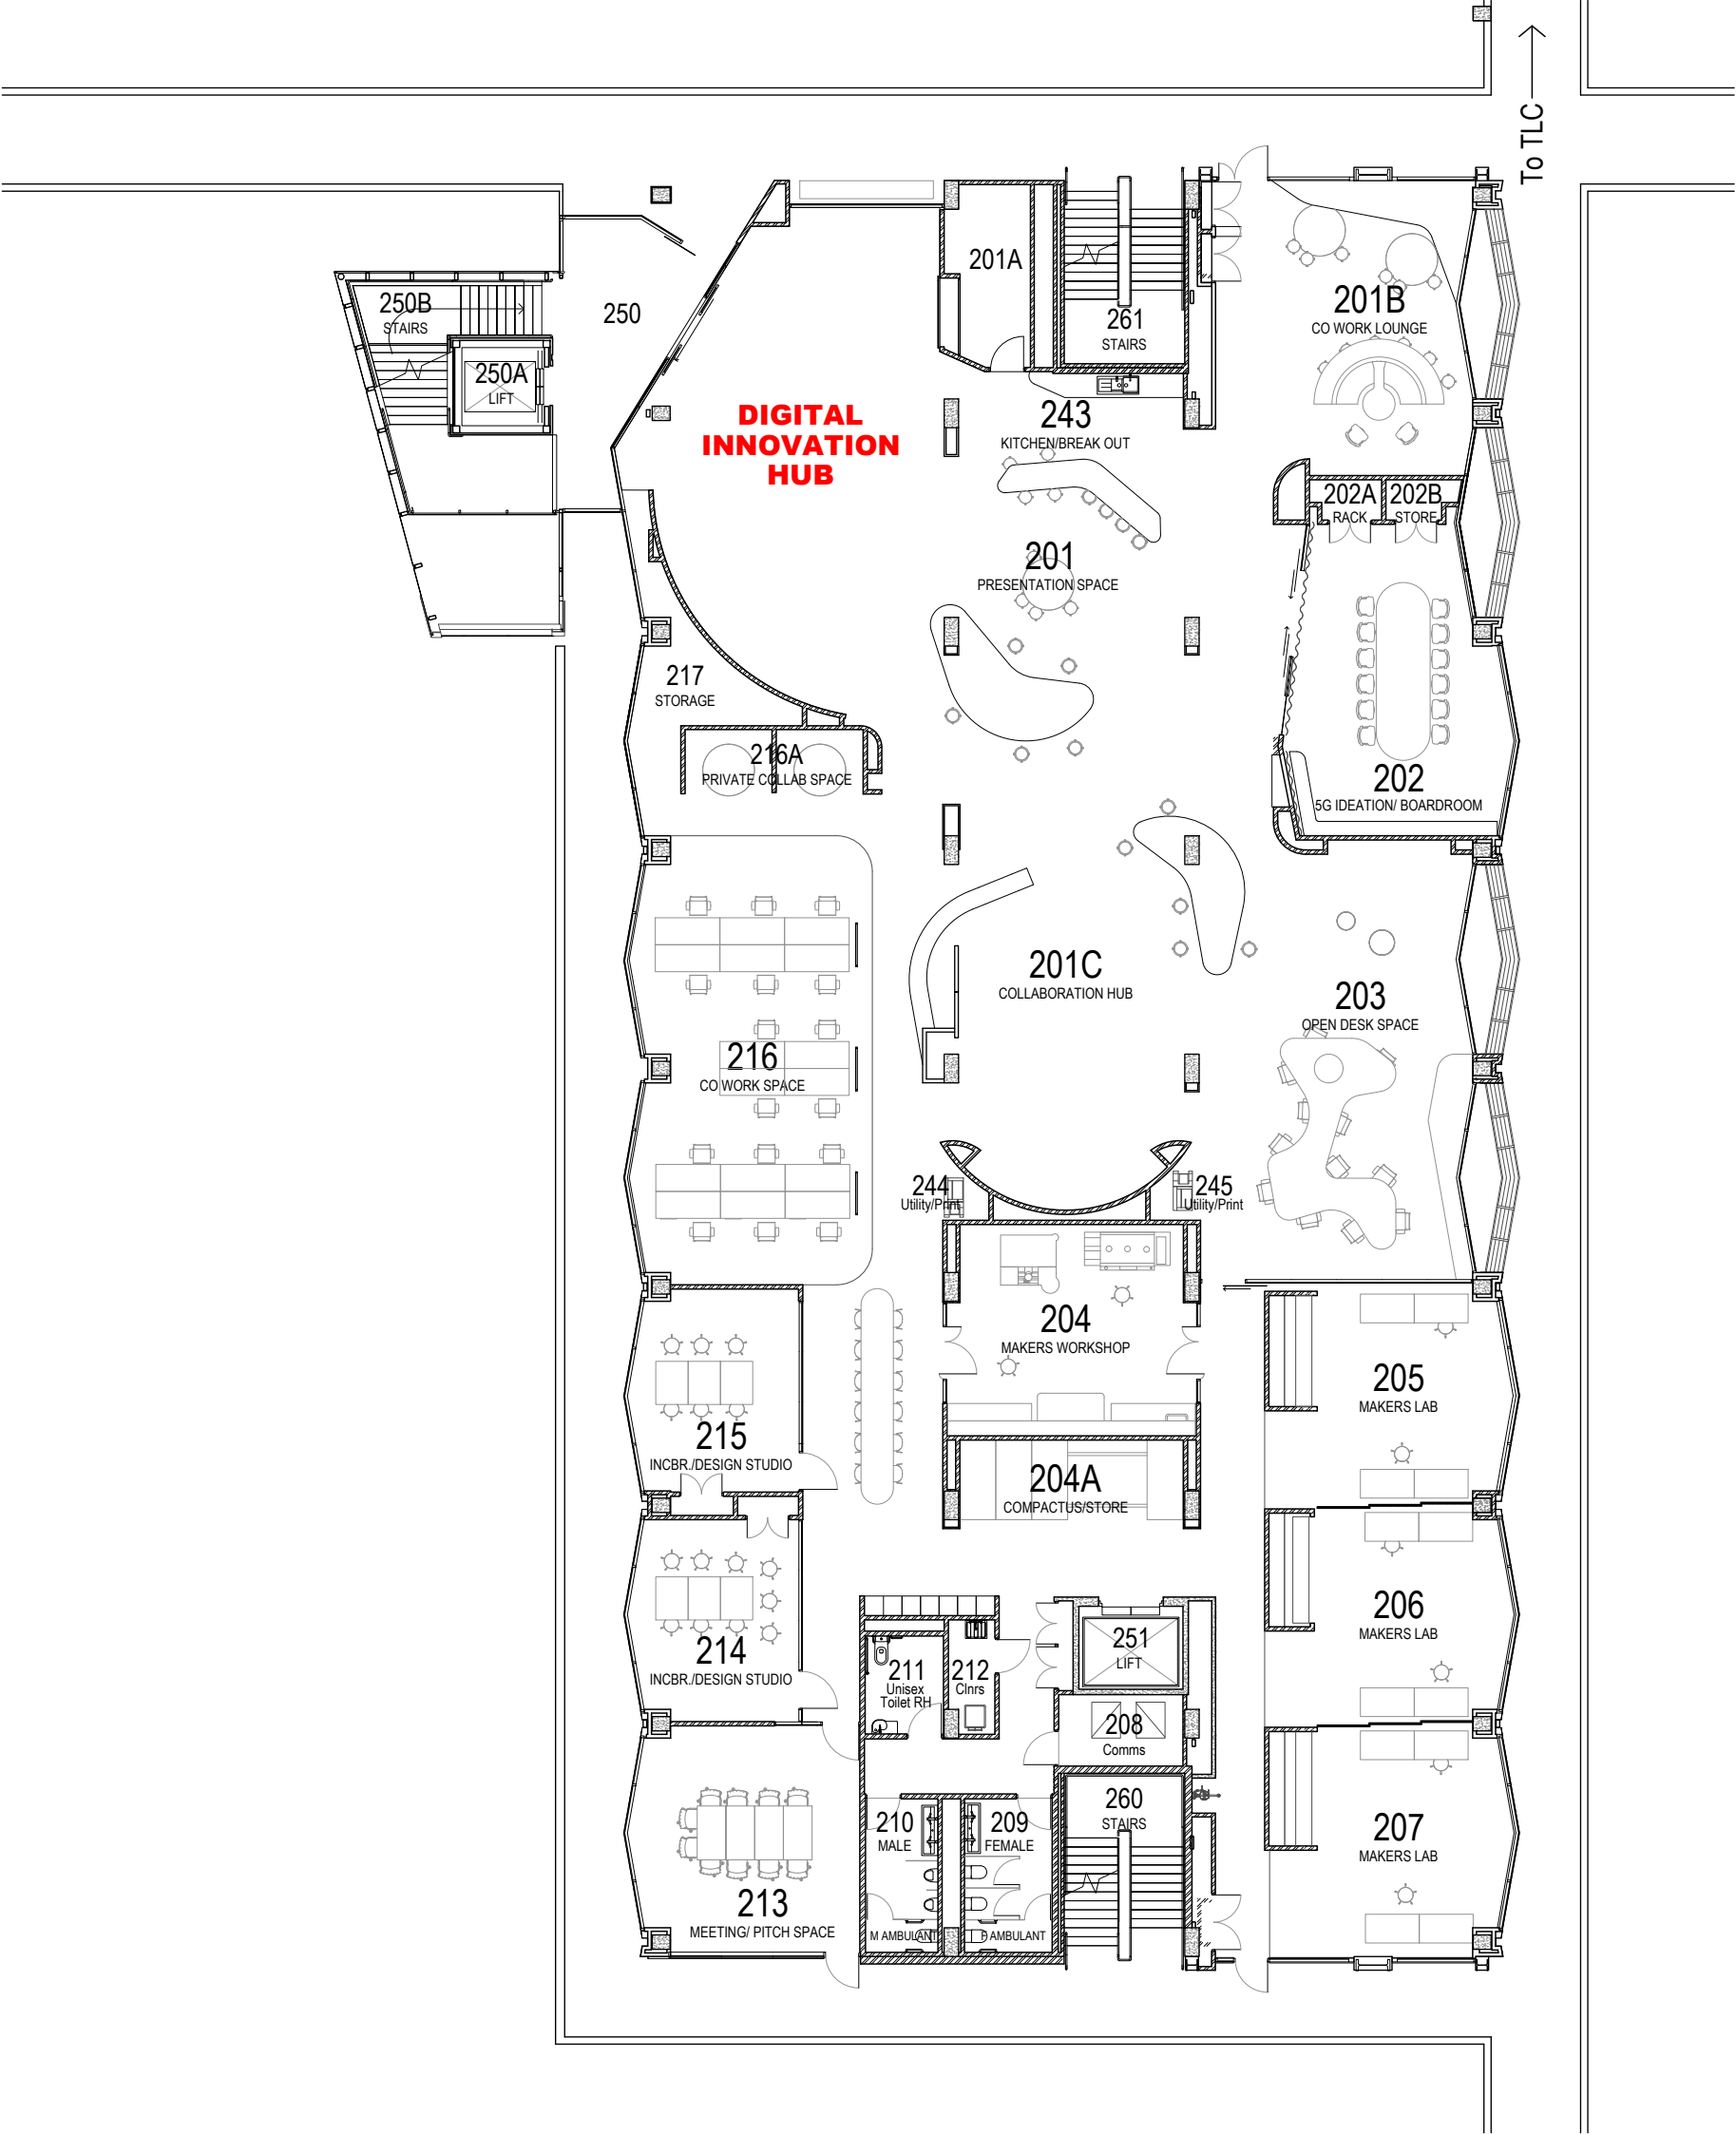 To TLC
201A
250B
STAIRS
250
250A
LIFT
261
STAIRS
201B
CO WORK LOUNGE
DIGITAL
INNOVATION
HUB
243
KITCHEN/BREAK OUT
202A
RACK
202B
STORE
201
PRESENTATION SPACE
217
STORAGE
216A
PRIVATE COLLAB SPACE
202
5G IDEATION/ BOARDROOM
201C
COLLABORATION HUB
203
OPEN DESK SPACE
216
CO WORK SPACE
244
Utility/Print
245
Utility/Print
204
MAKERS WORKSHOP
205
MAKERS LAB
215
INCBR./DESIGN STUDIO
204A
COMPACTUS/STORE
206
MAKERS LAB
214
INCBR./DESIGN STUDIO
211
Unisex
Toilet RH
212
Clnrs
251
LIFT
208
Comms
260
STAIRS
210
MALE
209
FEMALE
207
MAKERS LAB
213
MEETING/ PITCH SPACE
M AMBULANT
F AMBULANT